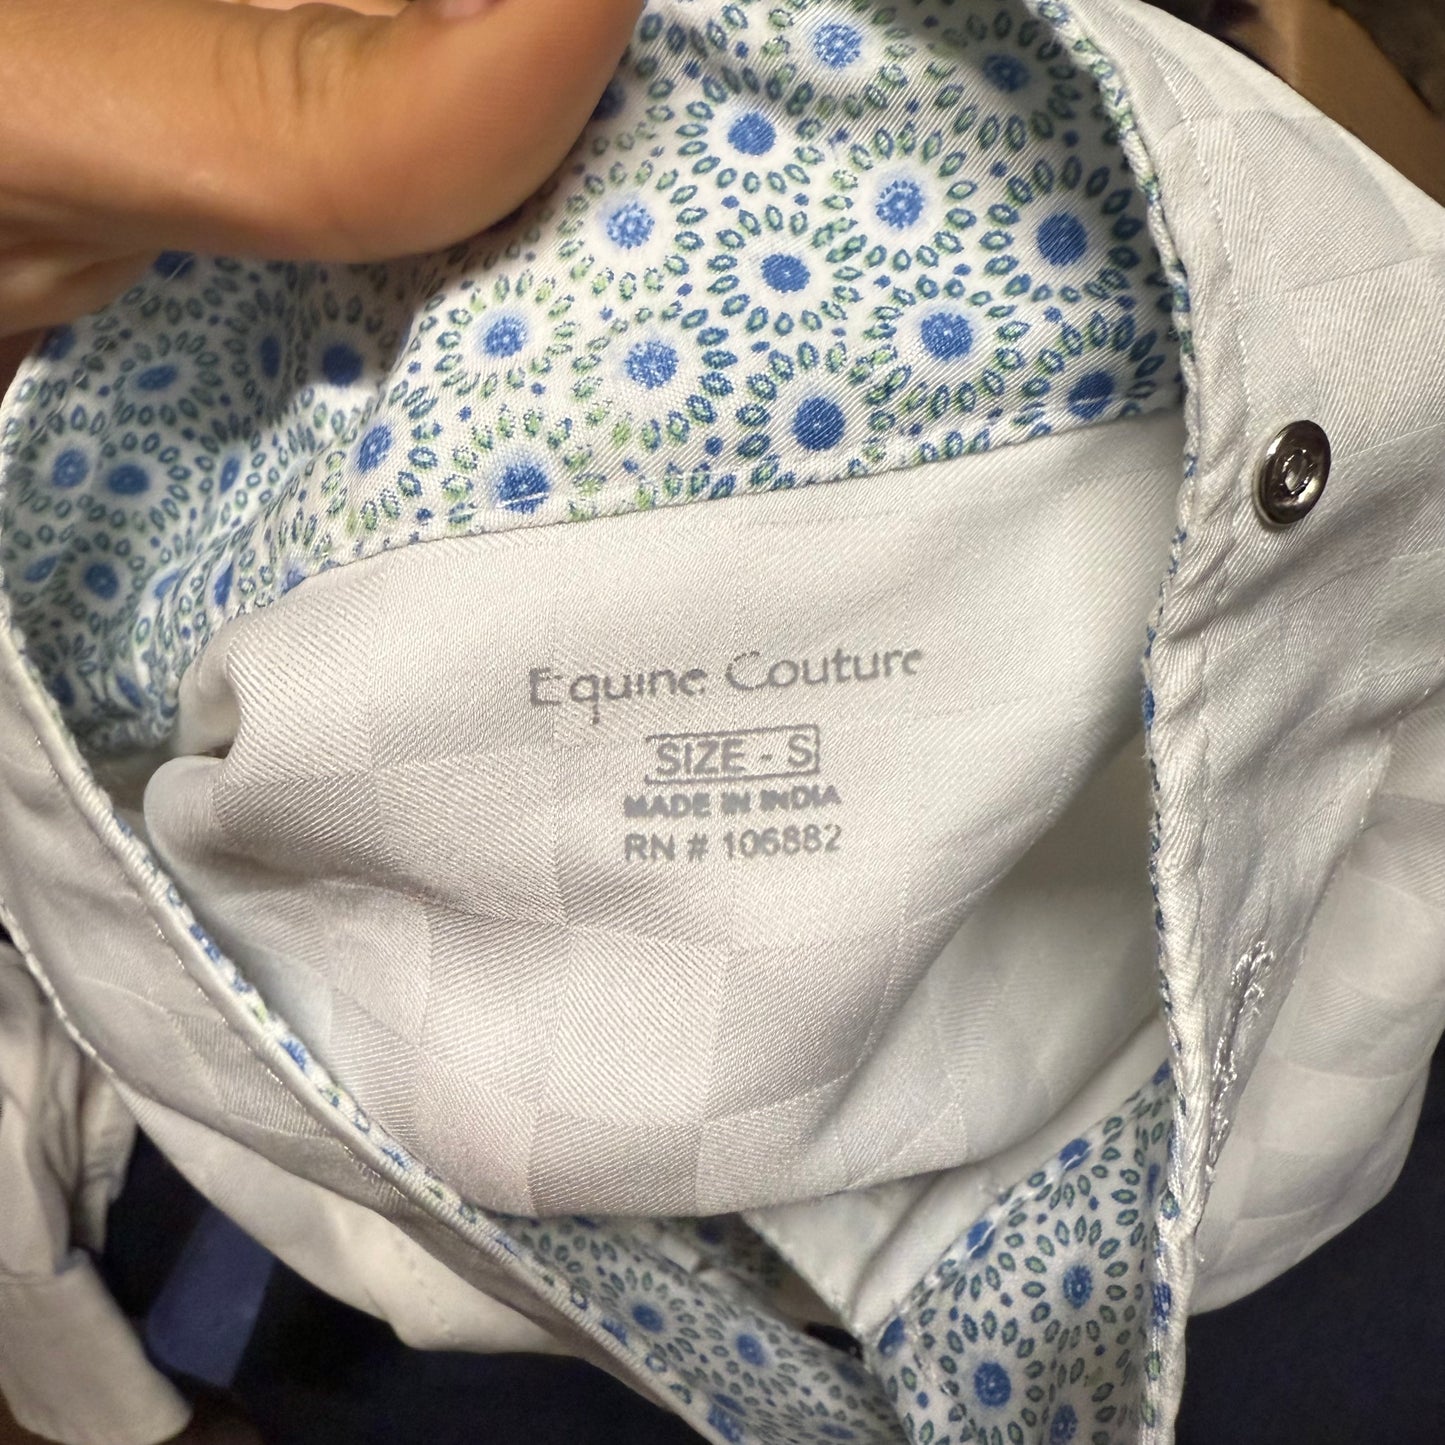 Equine Couture
SIZE - S
MADE IN INDIA
RN # 106882